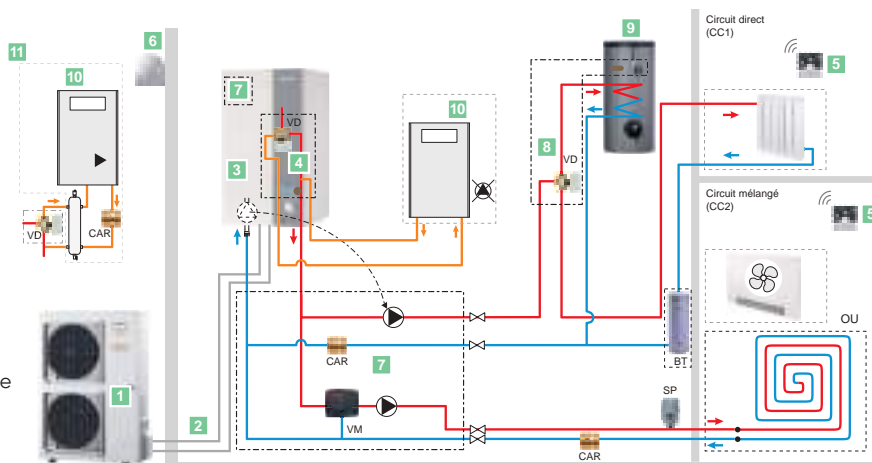 11
10
VD
CAR
6
7
VD
3
4
10
9
8
VD
Circuit direct
(CC1)
5
Circuit mélangé
(CC2)
5
OU
BT
CAR
7
VM
SP
CAR
1
2
e